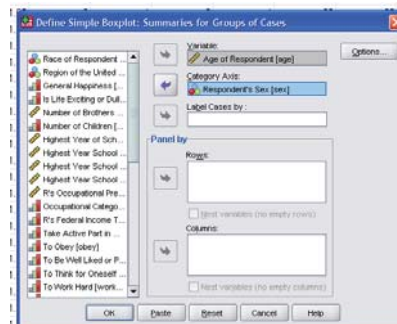 Define Simple Boxplot: Summaries for Groups of Cases
Race of Respondent ...
Region of the United ...
General Happiness [...
Is Life Exciting or Dull...
Number of Brothers ...
Number of Children [...
Highest Year of Sch...
Highest Year School ...
Highest Year School ...
Highest Year School ...
R's Occupational Pre...
Occupational Catego...
R's Federal Income T...
Take Active Part in ...
To Obey [obey]
To Be Well Liked or P...
To Think for Oneself ...
To Work Hard [work...
Variable:
Age of Respondent [age]
Category Axis:
Respondent's Sex [sex]
Label Cases by :
Panel by
Rows:
Nest variables (no empty rows)
Columns:
Nest variables (no empty columns)
Options...
OK
Paste
Reset
Cancel
Help